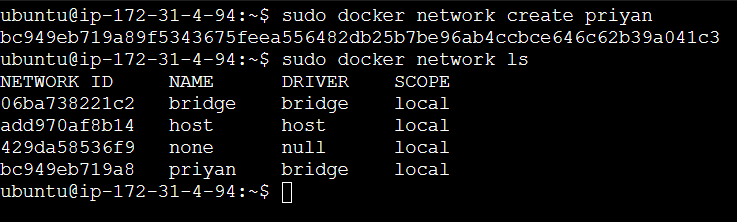 ubuntu@ip-172-31-4-94:~$ sudo docker network create priyan
bc949eb719a89f5343675feea556482db25b7be96ab4ccbce646c62b39a041c3
ubuntu@ip-172-31-4-94:~$ sudo docker network ls
NETWORK ID     NAME      DRIVER    SCOPE
06ba738221c2   bridge    bridge    local
add970af8b14   host      host      local
429da58536f9   none      null      local
bc949eb719a8   priyan    bridge    local
ubuntu@ip-172-31-4-94:~$